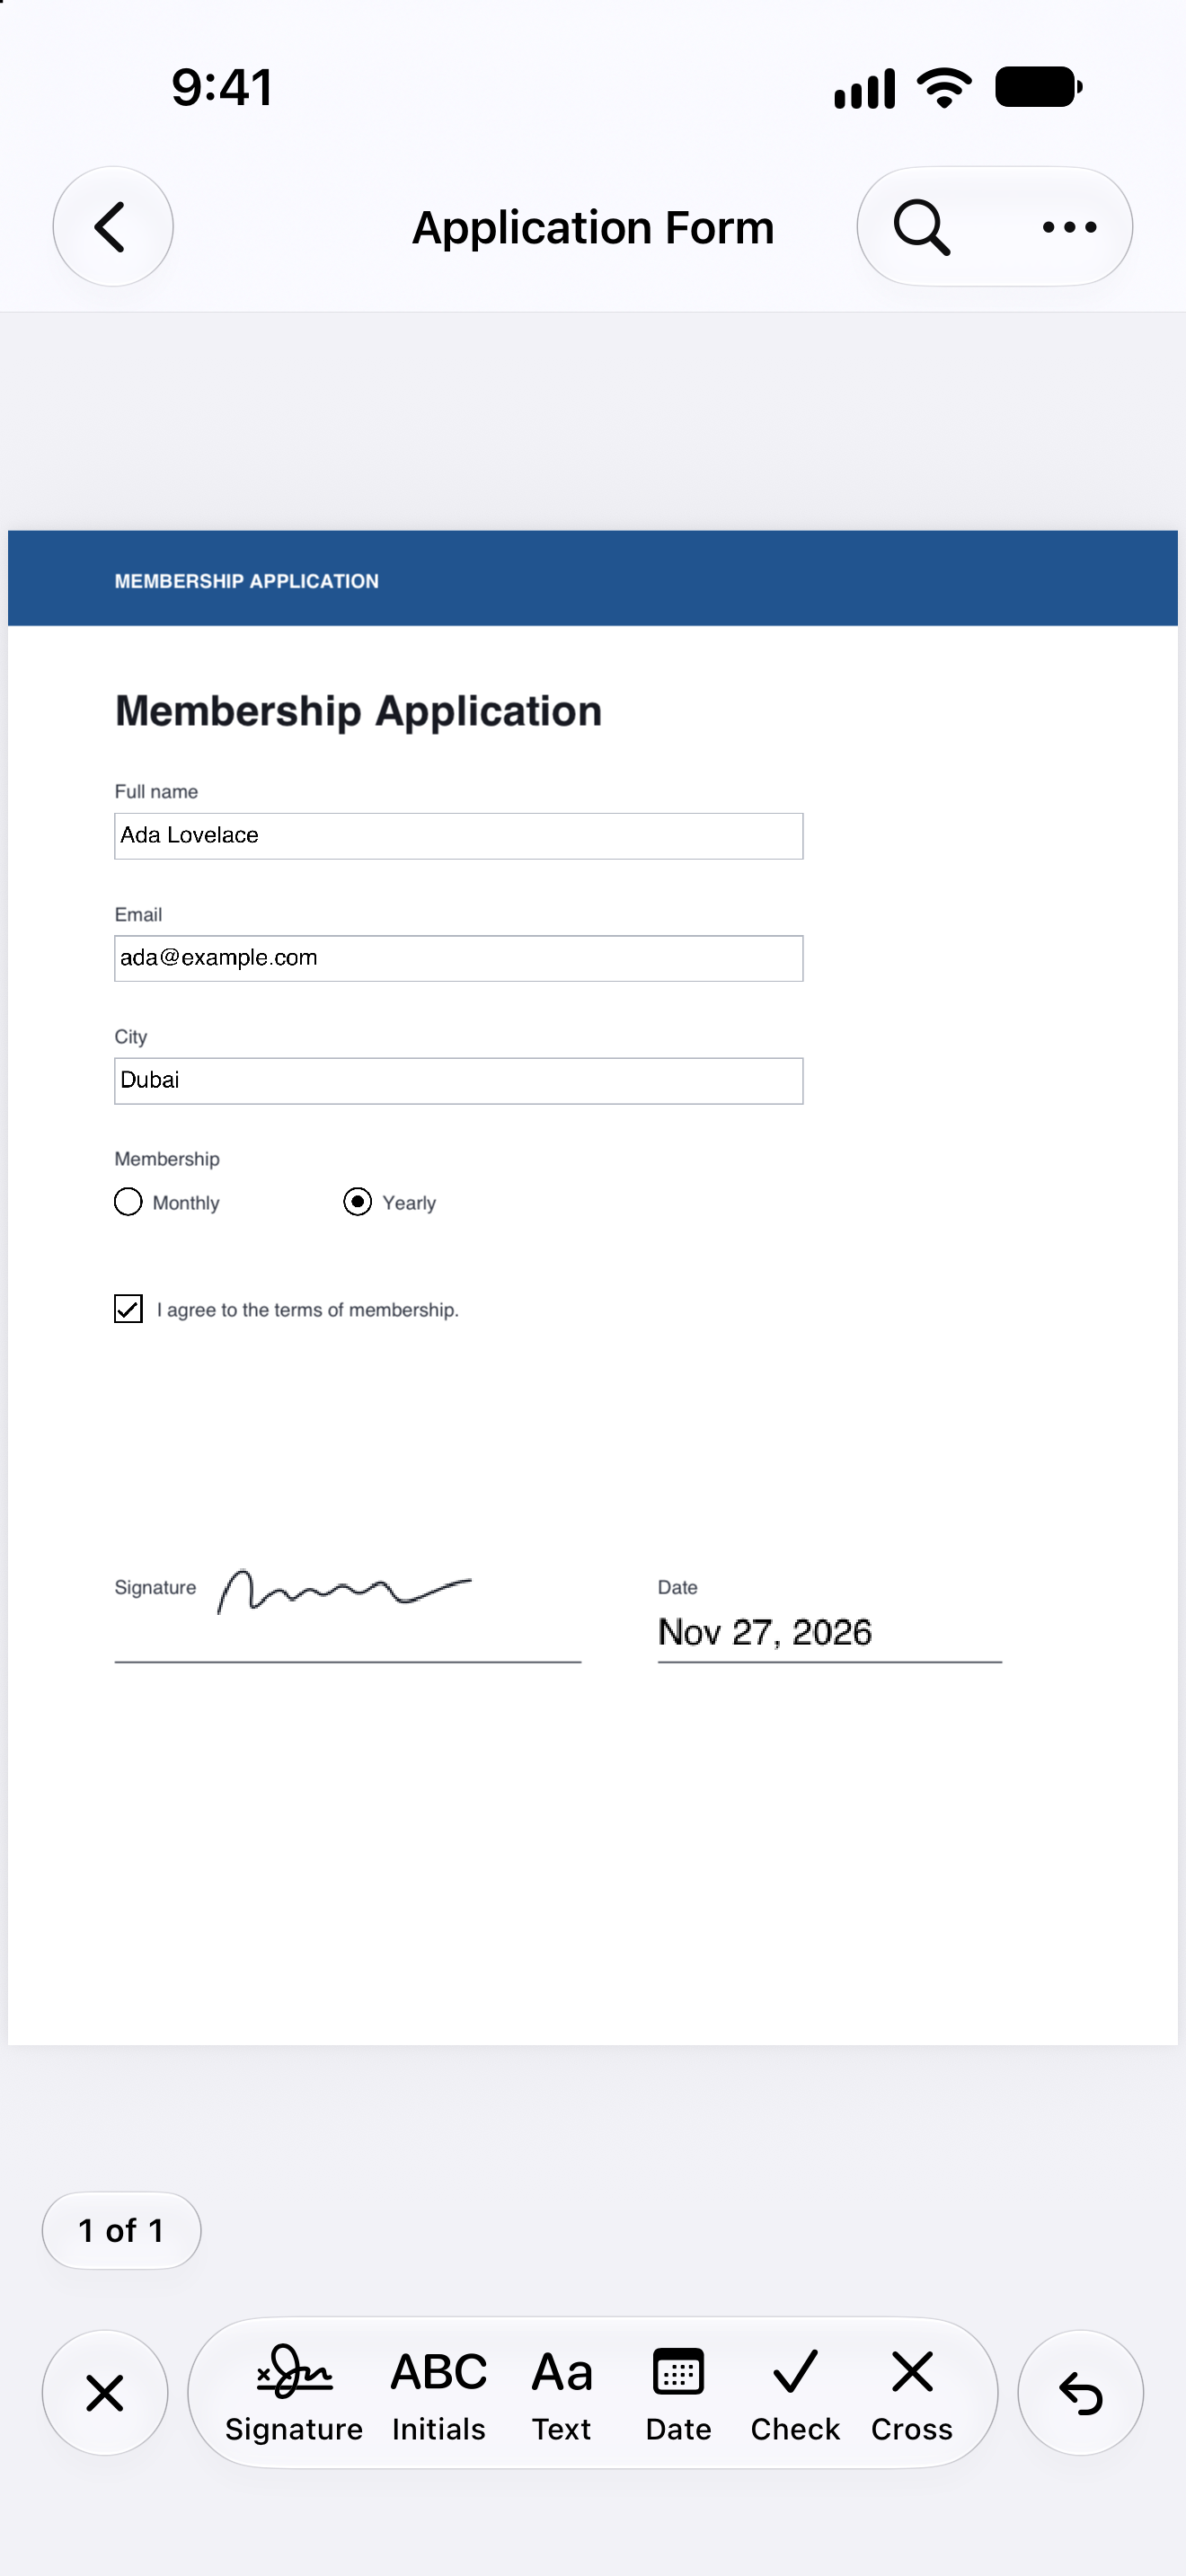 9:41
Application Form
MEMBERSHIP APPLICATION
Membership Application
Full name
Ada Lovelace
Email
ada@example.com
City
Dubai
Membership
Monthly Yearly
I agree to the terms of membership.
Signature Date
Nov 27, 2026
1 of 1
ABC Aa
Signature Initials Text Date Check Cross